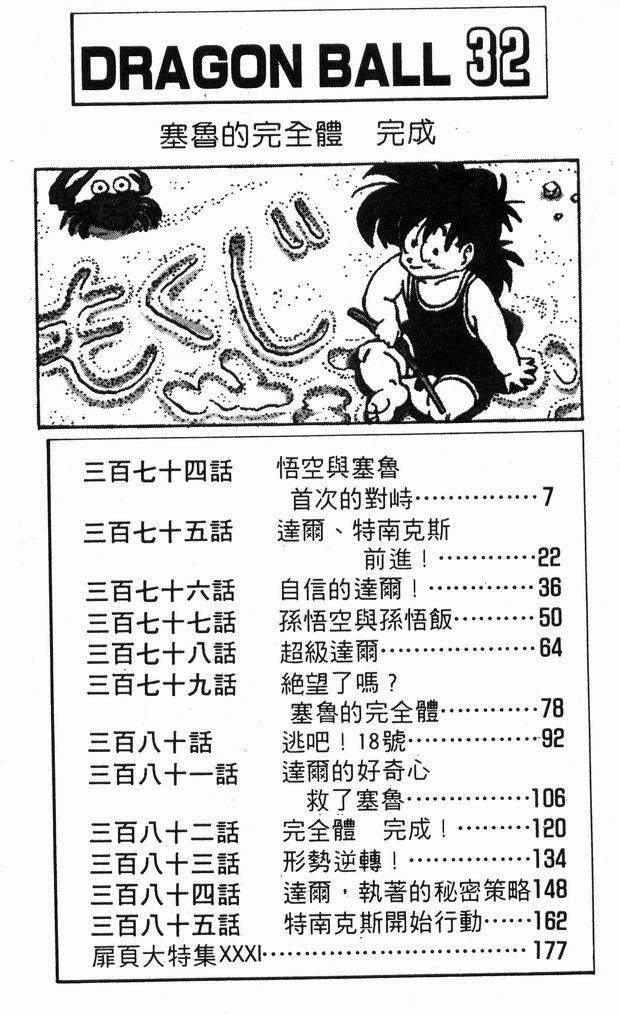 DRAGON BALL 32
塞魯的完全體　完成
もくじ
三百七十四話　悟空與塞魯
首次的對峙……………7
三百七十五話　達爾、特南克斯
前進！…………22
三百七十六話　自信的達爾！…………36
三百七十七話　孫悟空與孫悟飯………50
三百七十八話　超級達爾………………64
三百七十九話　絕望了嗎？
塞魯的完全體…………78
三百八十話　逃吧！18號……………92
三百八十一話　達爾的好奇心
救了塞魯……………106
三百八十二話　完全體　完成！………120
三百八十三話　形勢逆轉！……………134
三百八十四話　達爾，執著的秘密策略148
三百八十五話　特南克斯開始行動……162
扉頁大特集XXXI……………………………177